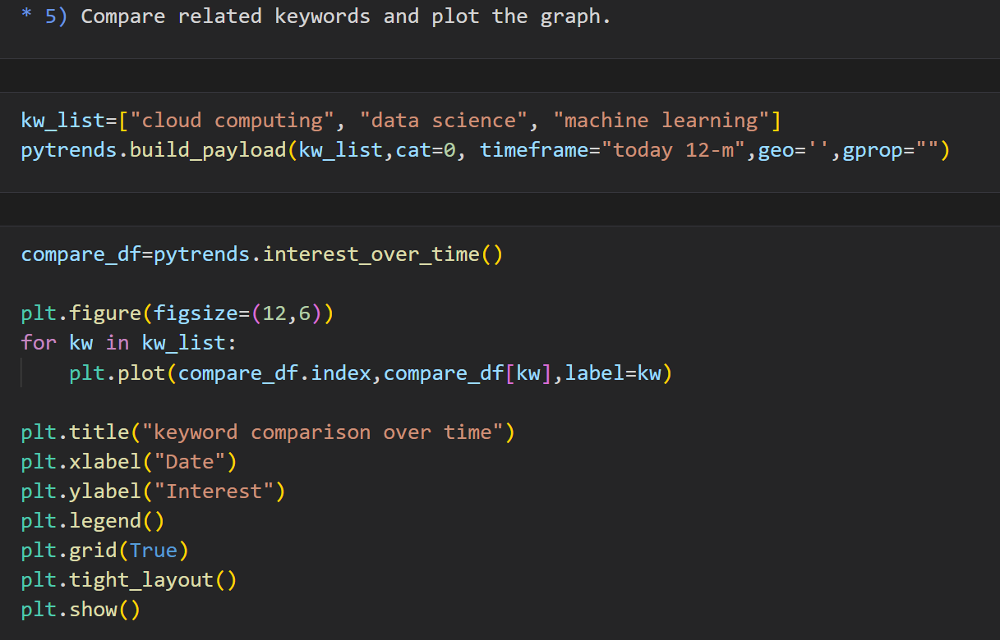 * 5) Compare related keywords and plot the graph.
kw_list=["cloud computing", "data science", "machine learning"]
pytrends.build_payload(kw_list,cat=0, timeframe="today 12-m",geo='',gprop="")
compare_df=pytrends.interest_over_time()
plt.figure(figsize=(12,6))
for kw in kw_list:
    plt.plot(compare_df.index,compare_df[kw],label=kw)
plt.title("keyword comparison over time")
plt.xlabel("Date")
plt.ylabel("Interest")
plt.legend()
plt.grid(True)
plt.tight_layout()
plt.show()